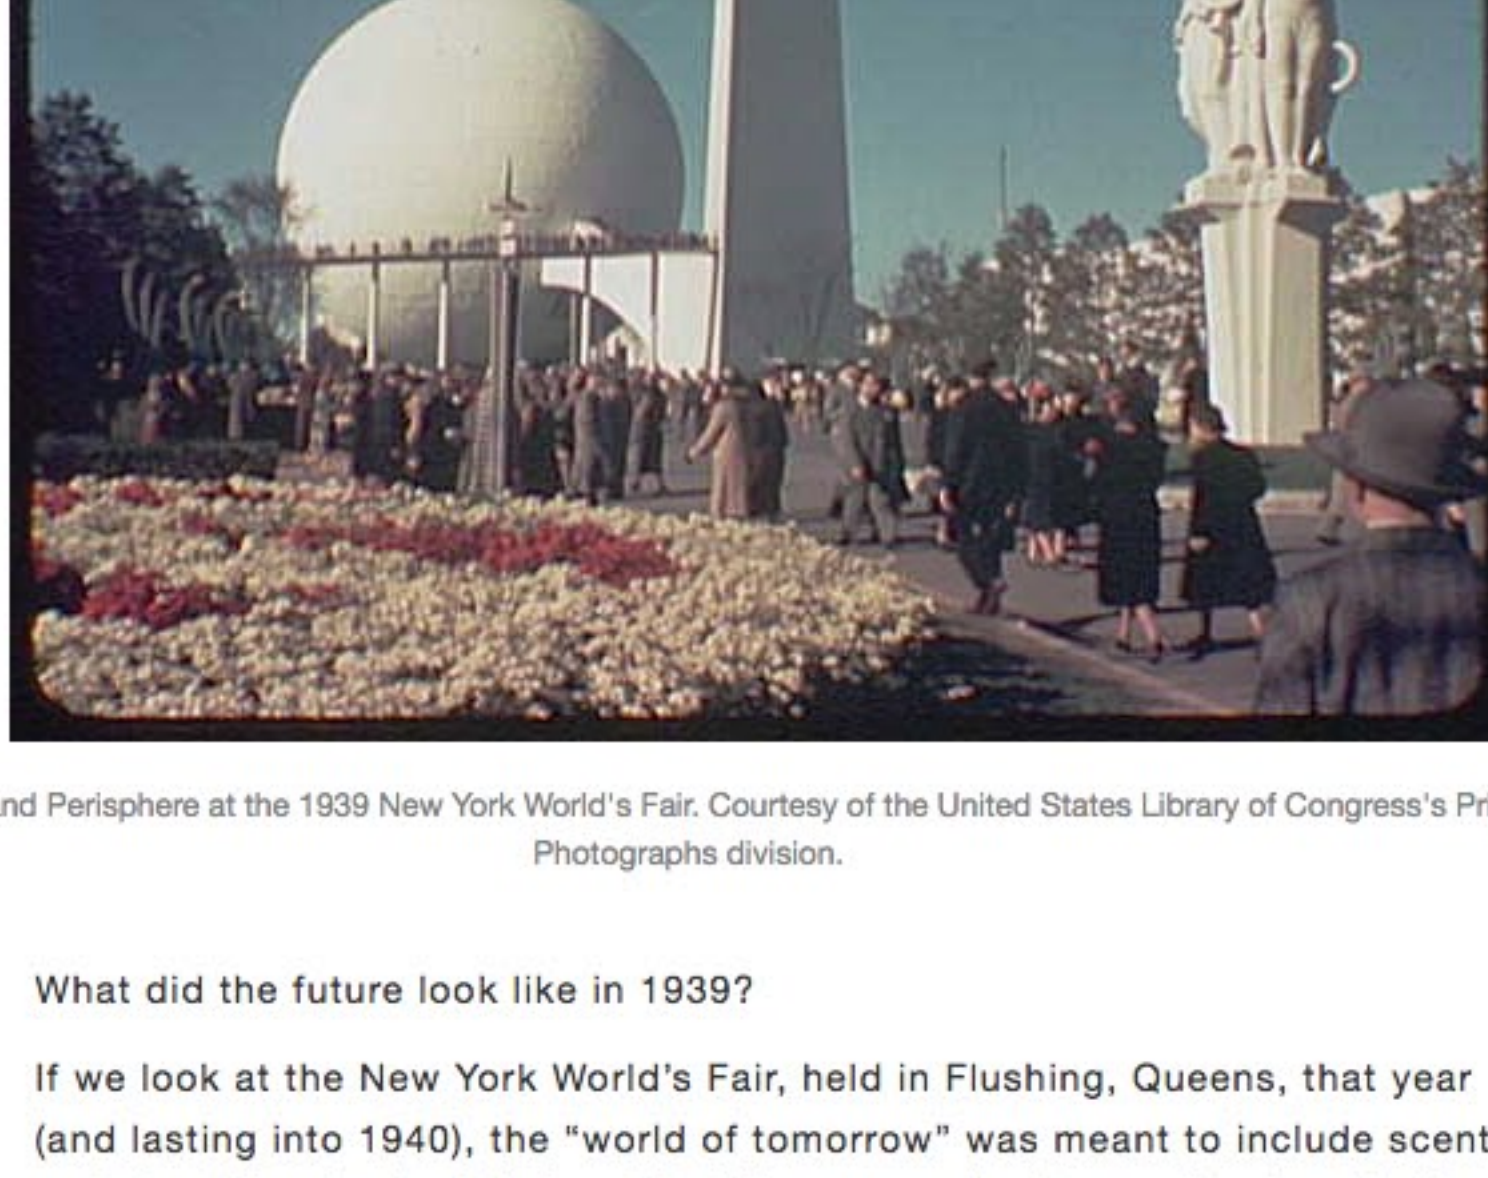 nd Perisphere at the 1939 New York World's Fair. Courtesy of the United States Library of Congress's Pri
Photographs division.
What did the future look like in 1939?
If we look at the New York World’s Fair, held in Flushing, Queens, that year
(and lasting into 1940), the “world of tomorrow” was meant to include scent